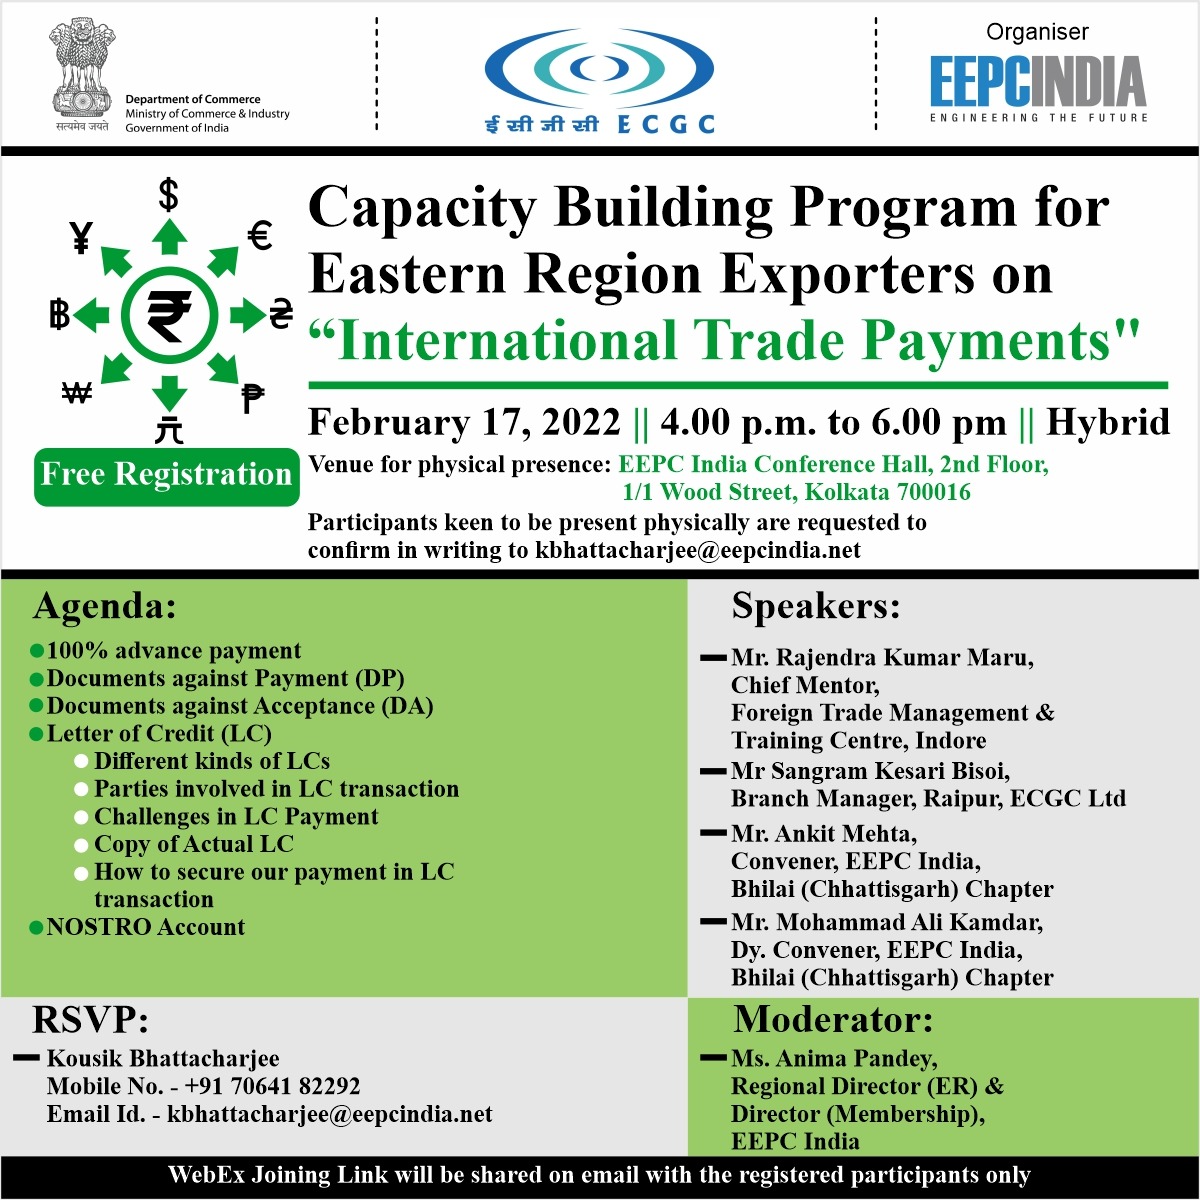 सत्यमेव जयते
Department of Commerce
Ministry of Commerce & Industry
Government of India
ई सी जी सी E C G C
Organiser
EEPCINDIA
ENGINEERING THE FUTURE
$
¥ €
฿ ₹ ₴
₩ ₱
元
Free Registration
Capacity Building Program for
Eastern Region Exporters on
“International Trade Payments"
February 17, 2022 || 4.00 p.m. to 6.00 pm || Hybrid
Venue for physical presence: EEPC India Conference Hall, 2nd Floor,
1/1 Wood Street, Kolkata 700016
Participants keen to be present physically are requested to
confirm in writing to kbhattacharjee@eepcindia.net
Agenda:
100% advance payment
Documents against Payment (DP)
Documents against Acceptance (DA)
Letter of Credit (LC)
Different kinds of LCs
Parties involved in LC transaction
Challenges in LC Payment
Copy of Actual LC
How to secure our payment in LC
transaction
NOSTRO Account
Speakers:
Mr. Rajendra Kumar Maru,
Chief Mentor,
Foreign Trade Management &
Training Centre, Indore
Mr Sangram Kesari Bisoi,
Branch Manager, Raipur, ECGC Ltd
Mr. Ankit Mehta,
Convener, EEPC India,
Bhilai (Chhattisgarh) Chapter
Mr. Mohammad Ali Kamdar,
Dy. Convener, EEPC India,
Bhilai (Chhattisgarh) Chapter
RSVP:
Kousik Bhattacharjee
Mobile No. - +91 70641 82292
Email Id. - kbhattacharjee@eepcindia.net
Moderator:
Ms. Anima Pandey,
Regional Director (ER) &
Director (Membership),
EEPC India
WebEx Joining Link will be shared on email with the registered participants only